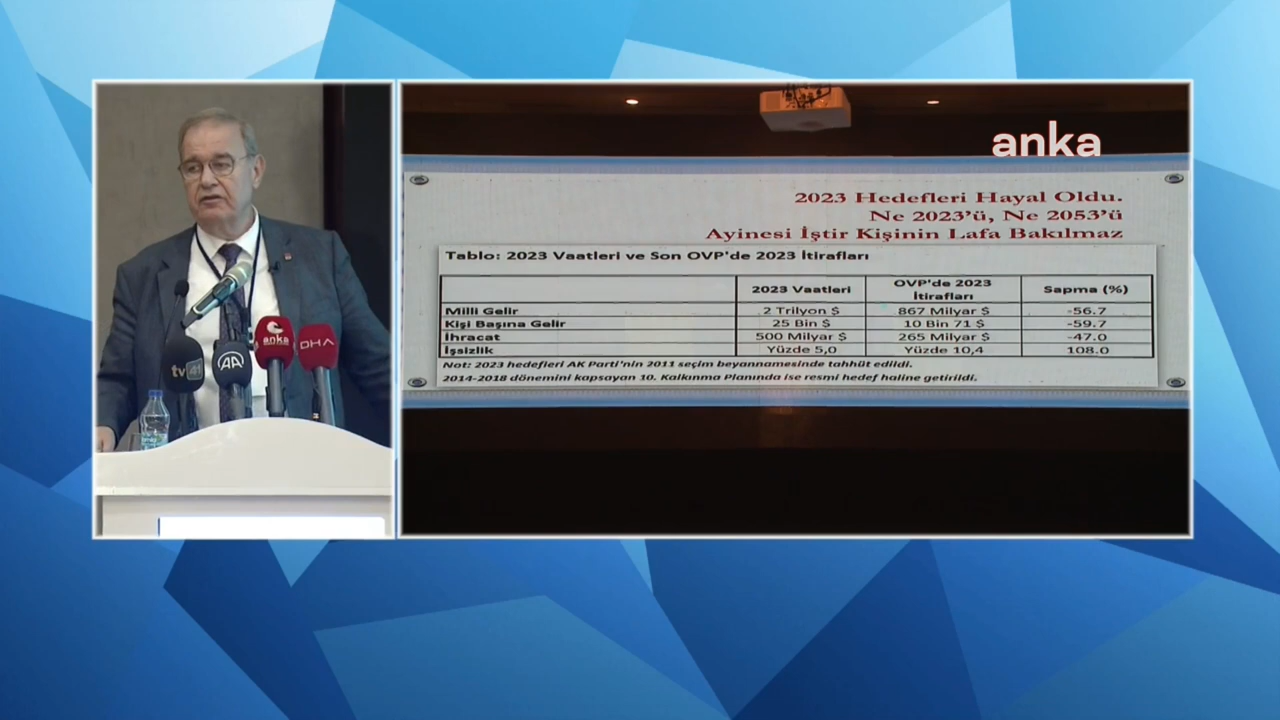 anka
2023 Hedefleri Hayal Oldu.
Ne 2023'ü, Ne 2053'ü
Ayinesi İştir Kişinin Lafa Bakılmaz
Tablo: 2023 Vaatleri ve Son OVP'de 2023 İtirafları
2023 Vaatleri OVP'de 2023 İtirafları Sapma (%)
Milli Gelir 2 Trilyon $ 867 Milyar $ -56.7
Kişi Başına Gelir 25 Bin $ 10 Bin 71 $ -59.7
İhracat 500 Milyar $ 265 Milyar $ -47.0
İşsizlik Yüzde 5,0 Yüzde 10,4 108.0
Not: 2023 hedefleri AK Parti'nin 2011 seçim beyannamesinde tahhüt edildi.
2014-2018 dönemini kapsayan 10. Kalkınma Planında ise resmi hedef haline getirildi.
tv41
AA
anka
DHA